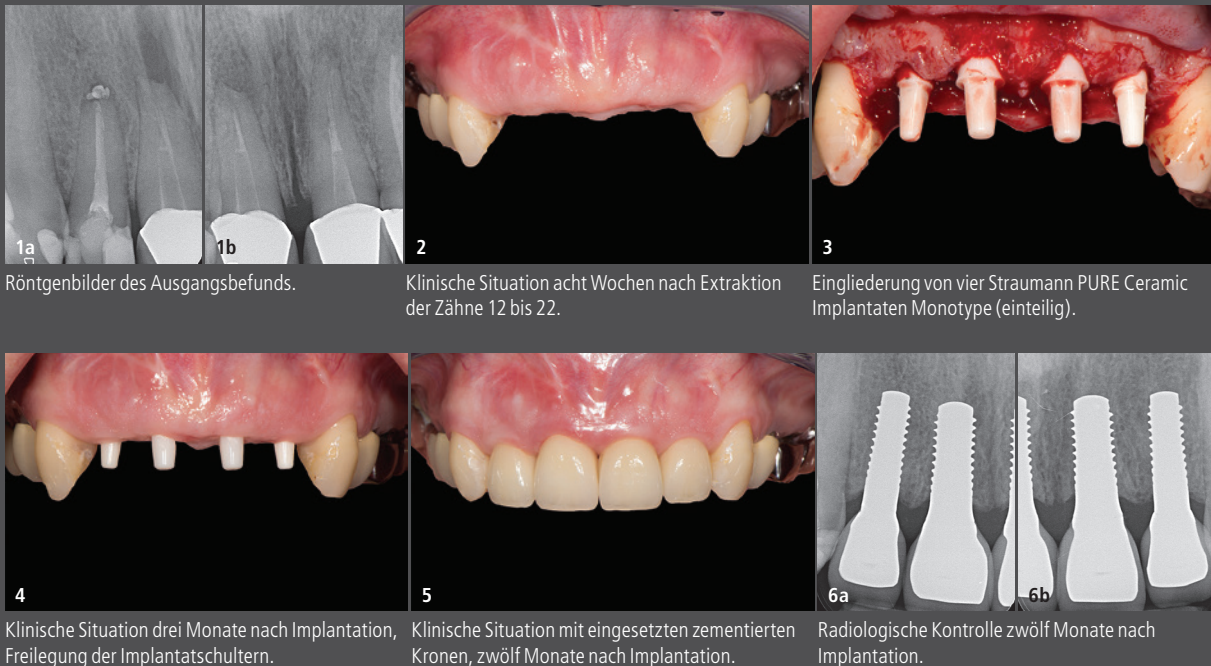 1a
1b
2
3
Röntgenbilder des Ausgangsbefunds.
Klinische Situation acht Wochen nach Extraktion
der Zähne 12 bis 22.
Eingliederung von vier Straumann PURE Ceramic
Implantaten Monotype (einteilig).
4
5
6a
6b
Klinische Situation drei Monate nach Implantation,
Freilegung der Implantatschultern.
Klinische Situation mit eingesetzten zementierten
Kronen, zwölf Monate nach Implantation.
Radiologische Kontrolle zwölf Monate nach
Implantation.